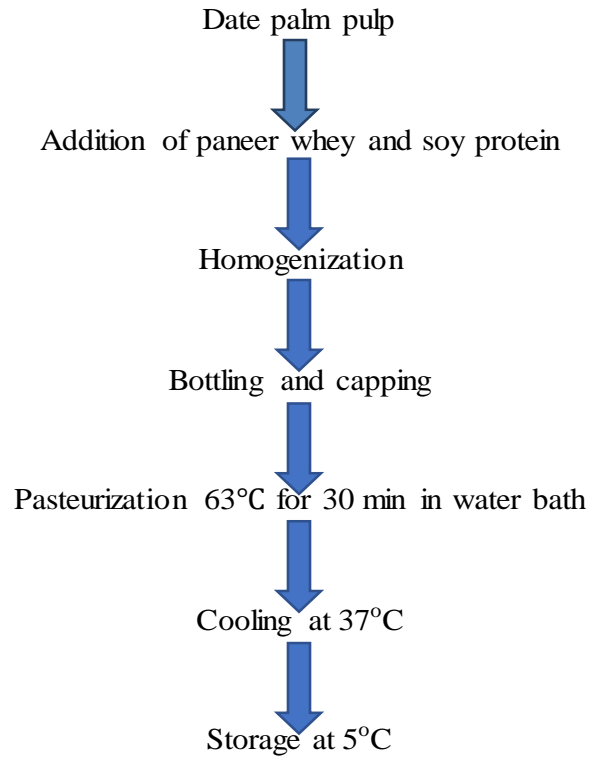 Date palm pulp
Addition of paneer whey and soy protein
Homogenization
Bottling and capping
Pasteurization 63℃ for 30 min in water bath
Cooling at 37°C
Storage at 5°C